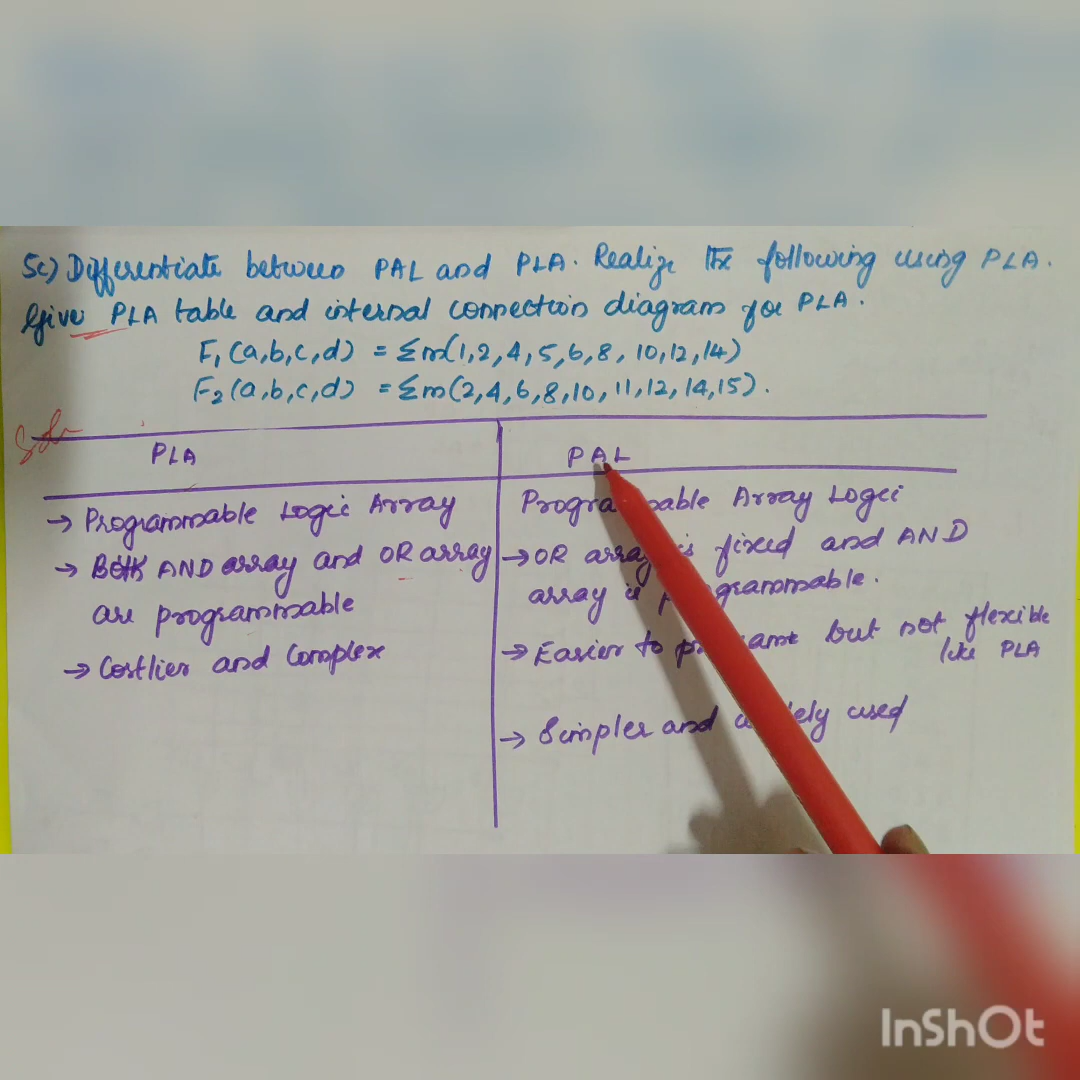 5c) Differentiate between PAL and PLA. Realize the following using PLA.
Give PLA table and internal connection diagram for PLA.
F₁(a,b,c,d) = Σm(1,2,4,5,6,8,10,12,14)
F₂(a,b,c,d) = Σm(2,4,6,8,10,11,12,14,15).
Soln
PLA
PAL
→ Programmable Logic Array
Programmable Array Logic
→ Both AND array and OR array
are programmable
→ OR array is fixed and AND
array is programmable.
→ Costlier and Complex
→ Easier to but not flexible
like PLA
→ Simpler and widely used
InShOt